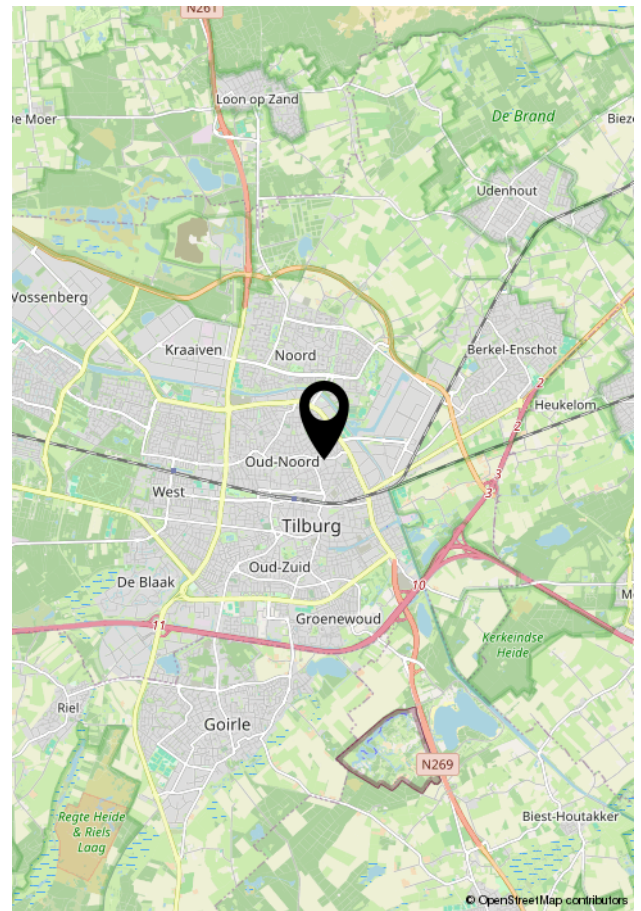 N261
Loon op Zand
De Moer
De Brand
Bieze
Udenhout
Vossenberg
Kraaiven
Noord
Berkel-Enschot
2
Heukelom
2
Oud-Noord
3
3
West
Tilburg
Oud-Zuid
De Blaak
10
Groenewoud
11
Kerkeindse
Heide
Riel
Goirle
N269
Regte Heide
& Riels
Laag
Biest-Houtakker
© OpenStreetMap contributors